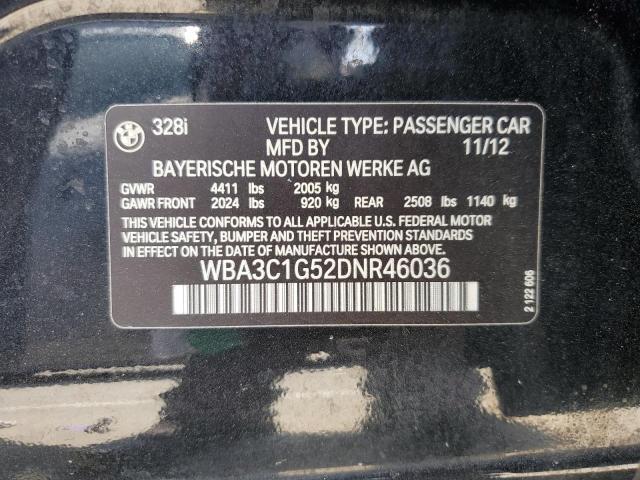 328i VEHICLE TYPE: PASSENGER CAR
MFD BY 11/12
BAYERISCHE MOTOREN WERKE AG
GVWR 4411 lbs 2005 kg
GAWR FRONT 2024 lbs 920 kg REAR 2508 lbs 1140 kg
THIS VEHICLE CONFORMS TO ALL APPLICABLE U.S. FEDERAL MOTOR
VEHICLE SAFETY, BUMPER AND THEFT PREVENTION STANDARDS
IN EFFECT ON THE DATE OF MANUFACTURE SHOWN ABOVE.
WBA3C1G52DNR46036
2 122 606